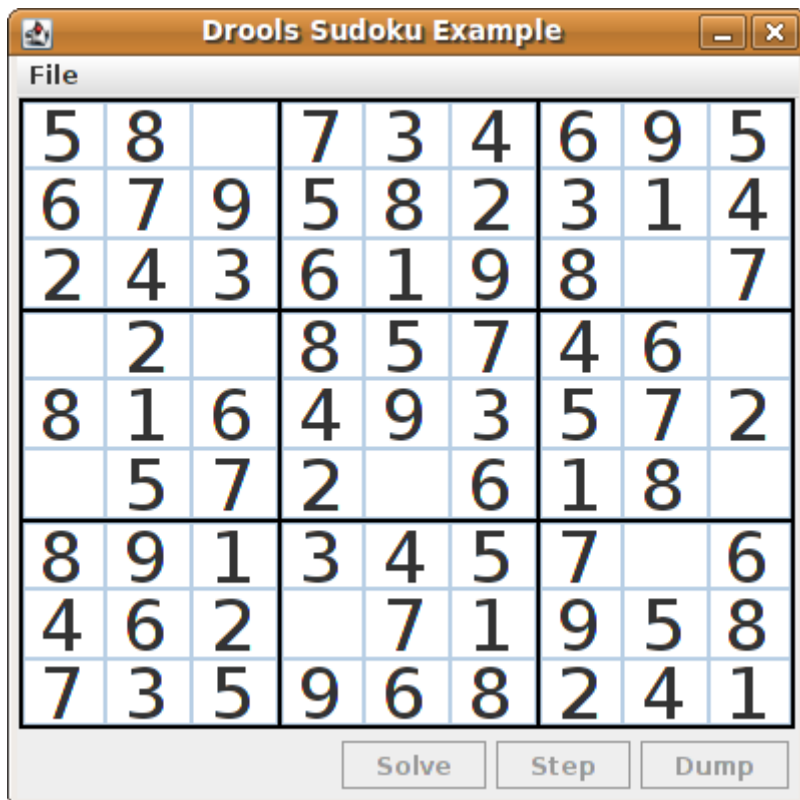 Drools Sudoku Example
File
5 8 7 3 4 6 9 5
6 7 9 5 8 2 3 1 4
2 4 3 6 1 9 8 7
2 8 5 7 4 6
8 1 6 4 9 3 5 7 2
5 7 2 6 1 8
8 9 1 3 4 5 7 6
4 6 2 7 1 9 5 8
7 3 5 9 6 8 2 4 1
Solve Step Dump